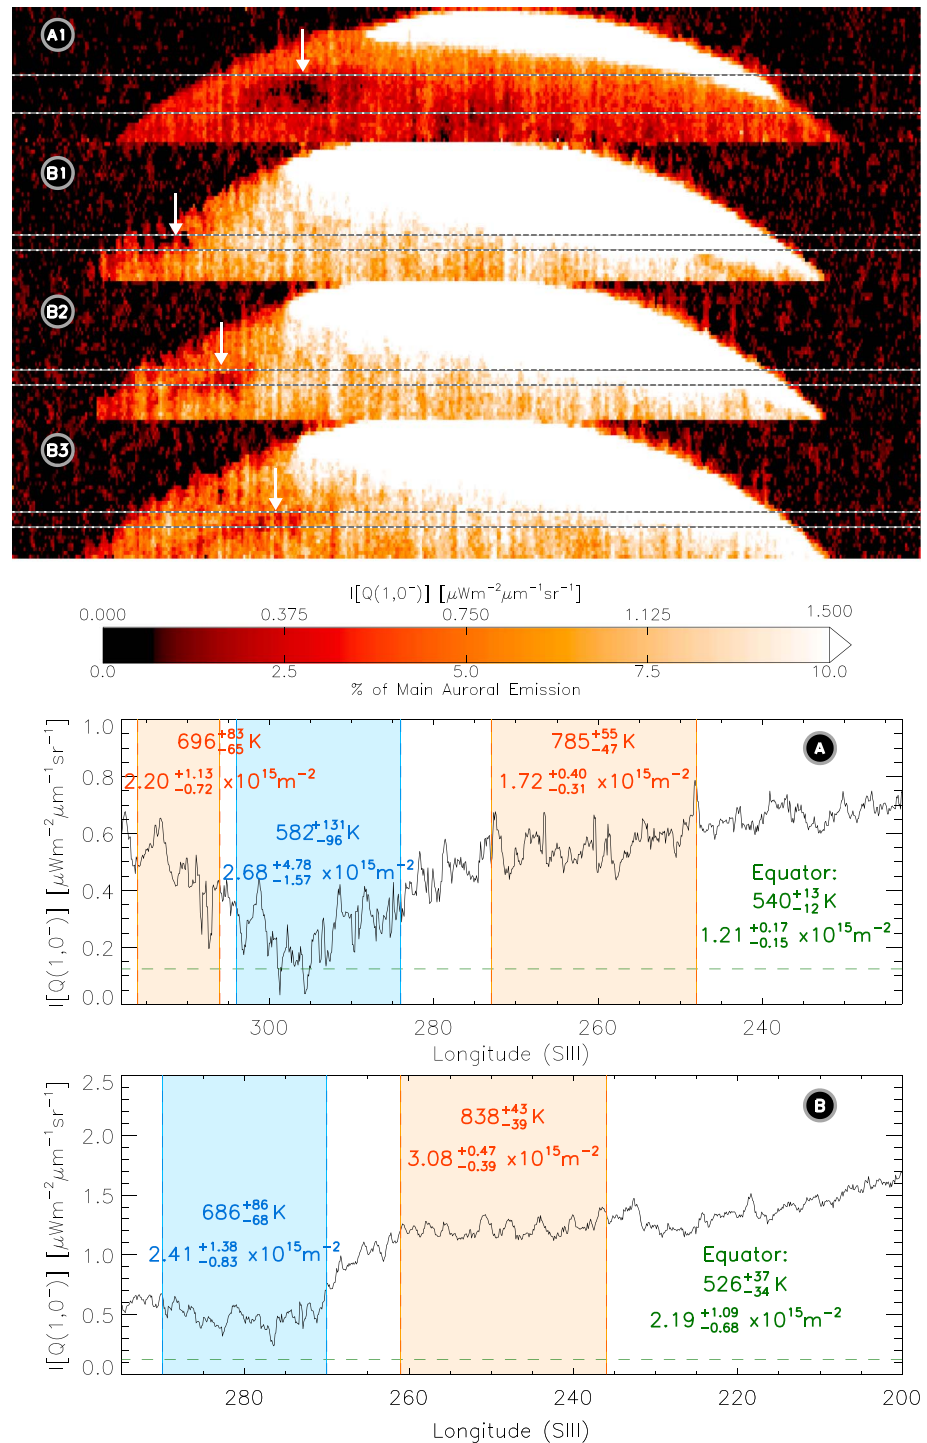 A1
B1
B2
B3
I[Q(1,0⁻)] [μWm⁻²μm⁻¹sr⁻¹]
0.000 0.375 0.750 1.125 1.500
0.0 2.5 5.0 7.5 10.0
% of Main Auroral Emission
I[Q(1,0⁻)] [μWm⁻²μm⁻¹sr⁻¹]
1.0
0.8
0.6
0.4
0.2
0.0
696 +83 −65 K
2.20 +1.13 −0.72 x10¹⁵m⁻²
582 +131 −96 K
2.68 +4.78 −1.57 x10¹⁵m⁻²
785 +55 −47 K
1.72 +0.40 −0.31 x10¹⁵m⁻²
A
Equator:
540 +13 −12 K
1.21 +0.17 −0.15 x10¹⁵m⁻²
300 280 260 240
Longitude (SIII)
I[Q(1,0⁻)] [μWm⁻²μm⁻¹sr⁻¹]
2.5
2.0
1.5
1.0
0.5
0.0
686 +86 −68 K
2.41 +1.38 −0.83 x10¹⁵m⁻²
838 +43 −39 K
3.08 +0.47 −0.39 x10¹⁵m⁻²
B
Equator:
526 +37 −34 K
2.19 +1.09 −0.68 x10¹⁵m⁻²
280 260 240 220 200
Longitude (SIII)